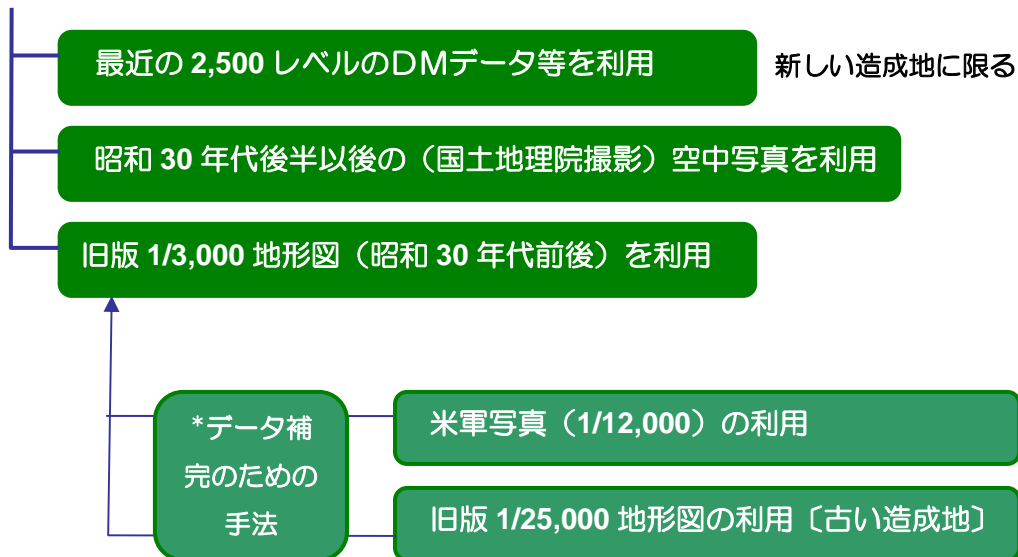 最近の 2,500 レベルのＤＭデータ等を利用
新しい造成地に限る
昭和 30 年代後半以後の（国土地理院撮影）空中写真を利用
旧版 1/3,000 地形図（昭和 30 年代前後）を利用
*データ補
完のための
手法
米軍写真（1/12,000）の利用
旧版 1/25,000 地形図の利用〔古い造成地〕